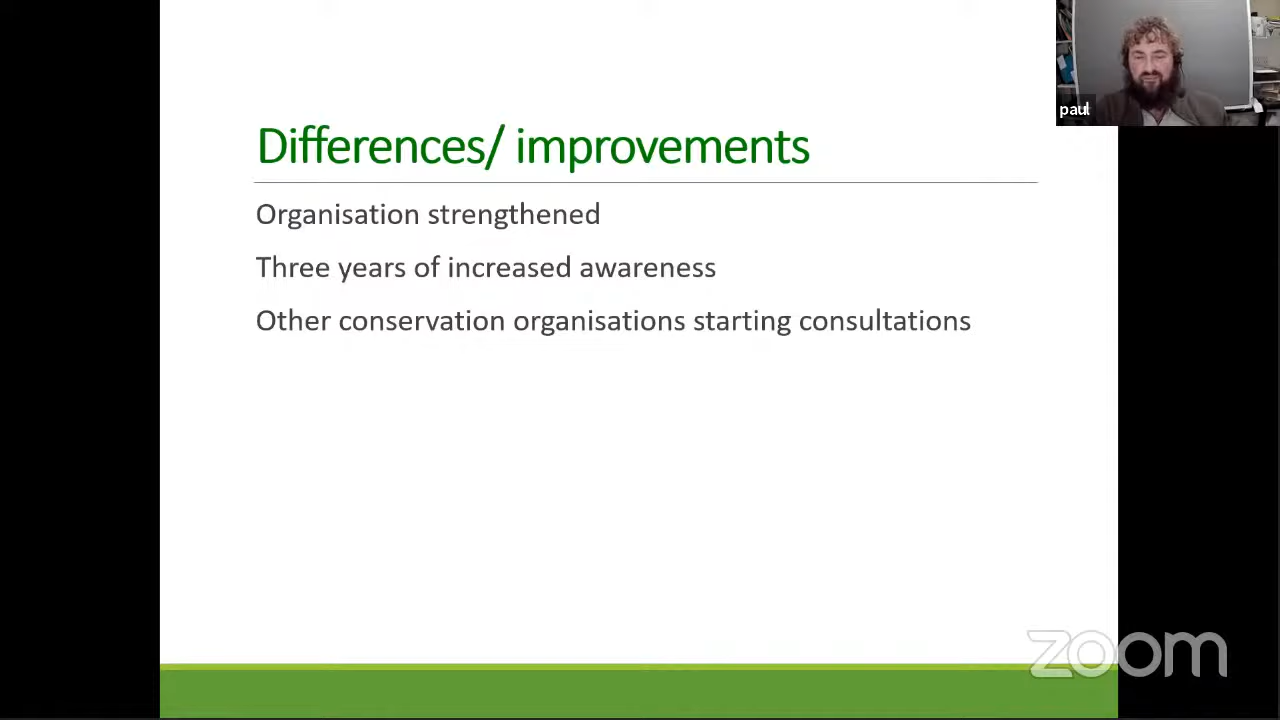 paul
Differences/ improvements
Organisation strengthened
Three years of increased awareness
Other conservation organisations starting consultations
zoom